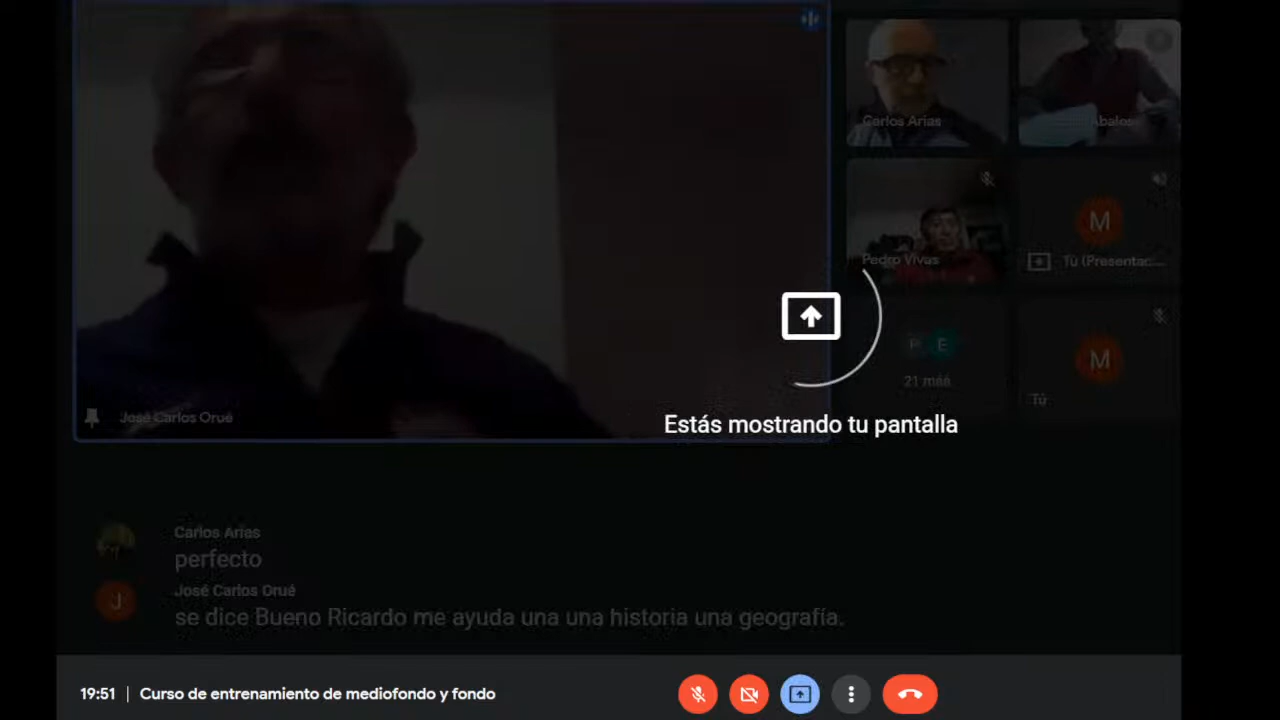 Carlos Arias
Abalos
Pedro Vivas
M
Tú (Presentac...
P E
21 más
M
Tú
José Carlos Orué
Estás mostrando tu pantalla
Carlos Arias
perfecto
J
José Carlos Orué
se dice Bueno Ricardo me ayuda una una historia una geografía.
19:51 | Curso de entrenamiento de mediofondo y fondo